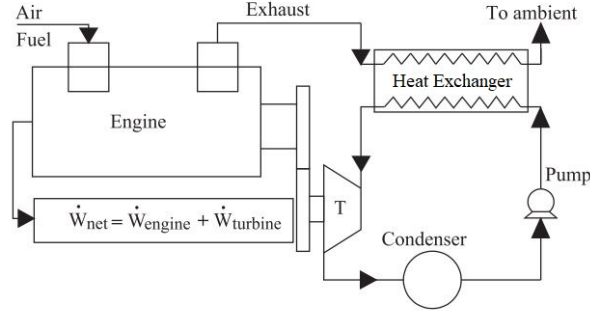 Air
Fuel
Exhaust
To ambient
Heat Exchanger
Engine
Pump
T
Ẇnet = Ẇengine + Ẇturbine
Condenser